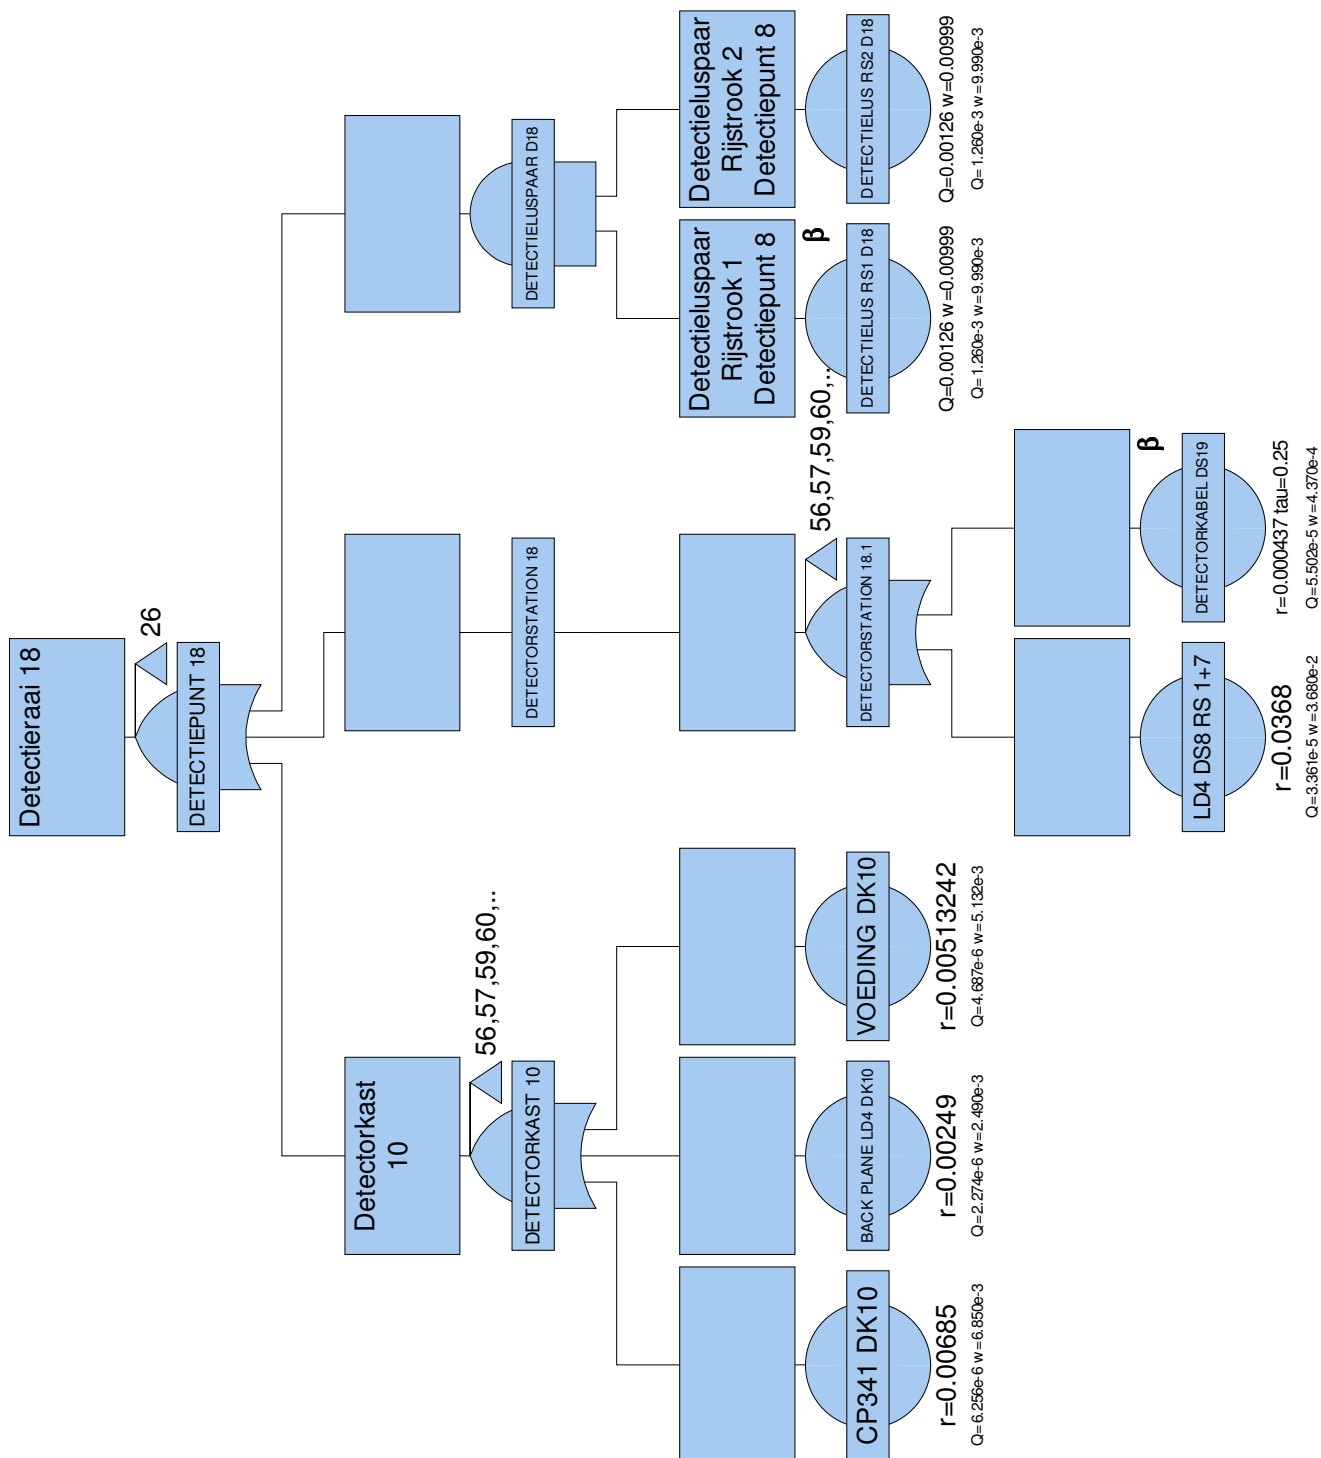 Detectieraai 18
26
DETECTIEPUNT 18
Detectorkast
10
56,57,59,60,..
DETECTORKAST 10
DETECTORSTATION 18
DETECTIELUSPAAR D18
CP341 DK10
r=0.00685
Q=6.256e-6 w=6.850e-3
BACK PLANE LD4 DK10
r=0.00249
Q=2.274e-6 w=2.490e-3
VOEDING DK10
r=0.00513242
Q=4.687e-6 w=5.132e-3
56,57,59,60,..
DETECTORSTATION 18.1
Detectieluspaar
Rijstrook 1
Detectiepunt 8
β
DETECTIELUS RS1 D18
Q=0.00126 w=0.00999
Q=1.260e-3 w=9.990e-3
Detectieluspaar
Rijstrook 2
Detectiepunt 8
DETECTIELUS RS2 D18
Q=0.00126 w=0.00999
Q=1.260e-3 w=9.990e-3
LD4 DS8 RS 1+7
r=0.0368
Q=3.361e-5 w=3.680e-2
β
DETECTORKABEL DS19
r=0.000437 tau=0.25
Q=5.502e-5 w=4.370e-4